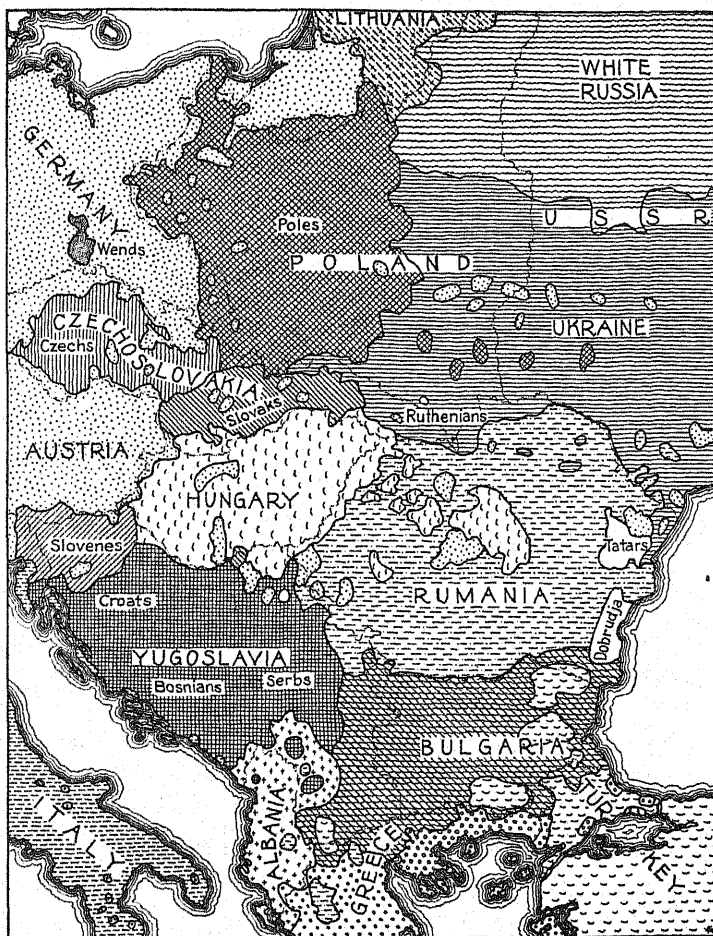 LITHUANIA
WHITE
RUSSIA
GERMANY
U S S R
Wends
Poles
POLAND
CZECHOSLOVAKIA
Czechs
UKRAINE
Slovaks
Ruthenians
AUSTRIA
HUNGARY
Slovenes
Tatars
Croats
RUMANIA
Dobrudja
YUGOSLAVIA
Bosnians
Serbs
BULGARIA
ITALY
ALBANIA
GREECE
TURKEY